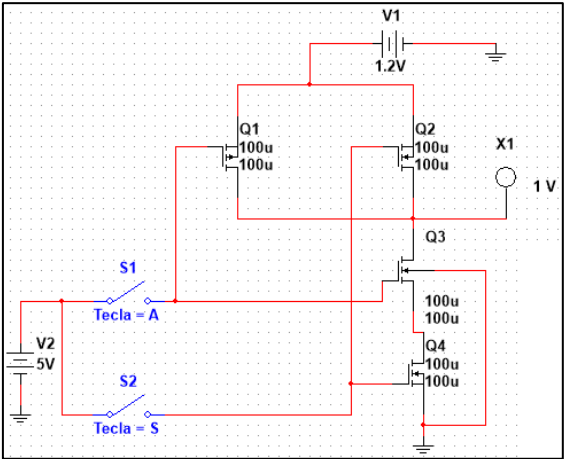 V1
1.2V
Q1
100u
100u
Q2
100u
100u
X1
1 V
Q3
100u
100u
S1
Tecla = A
V2
5V
Q4
100u
100u
S2
Tecla = S